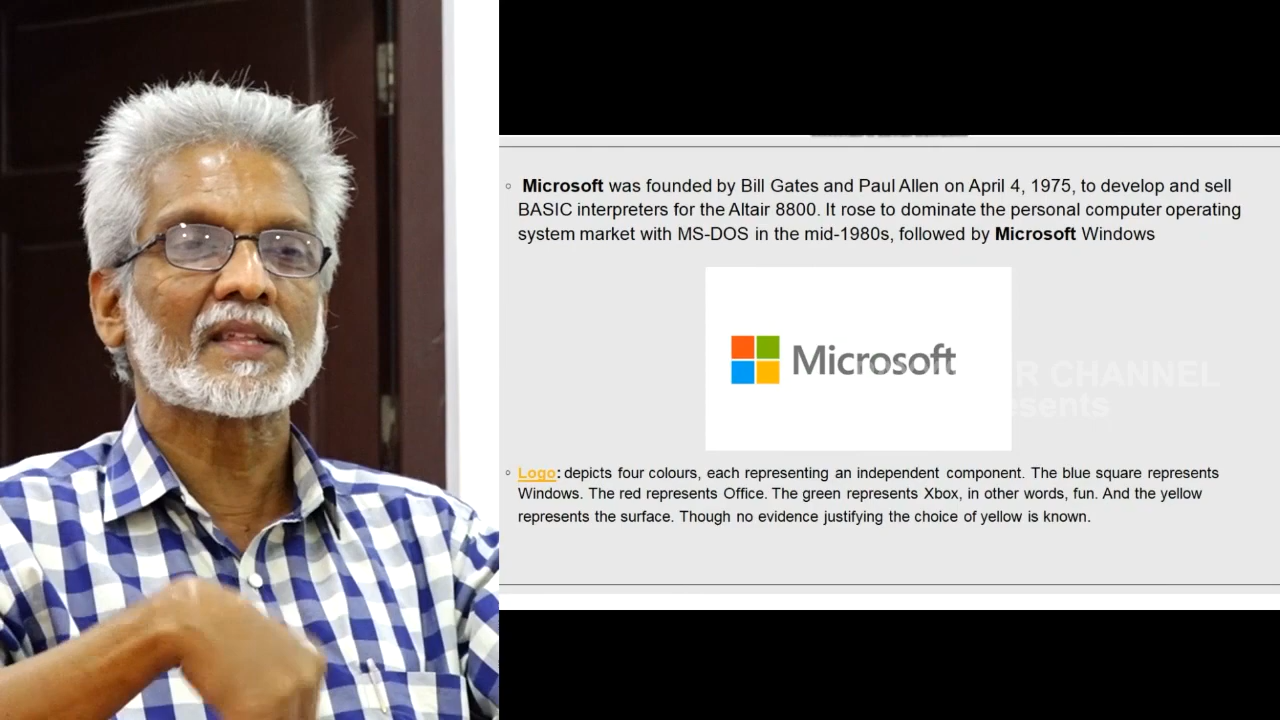 ◦ Microsoft was founded by Bill Gates and Paul Allen on April 4, 1975, to develop and sell
BASIC interpreters for the Altair 8800. It rose to dominate the personal computer operating
system market with MS-DOS in the mid-1980s, followed by Microsoft Windows
Microsoft
R CHANNEL
esents
◦ Logo: depicts four colours, each representing an independent component. The blue square represents
Windows. The red represents Office. The green represents Xbox, in other words, fun. And the yellow
represents the surface. Though no evidence justifying the choice of yellow is known.